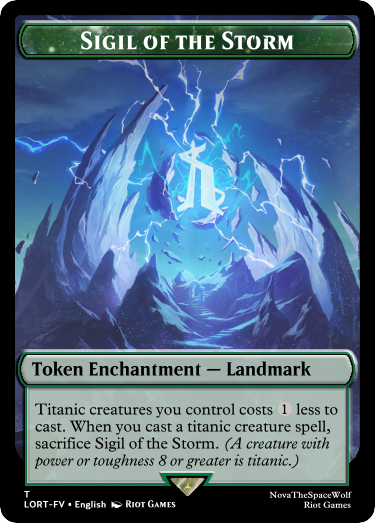 Sigil of the Storm
Token Enchantment — Landmark
Titanic creatures you control costs 1 less to
cast. When you cast a titanic creature spell,
sacrifice Sigil of the Storm. (A creature with
power or toughness 8 or greater is titanic.)
T
LORT-FV • English Riot Games
NovaTheSpaceWolf
Riot Games